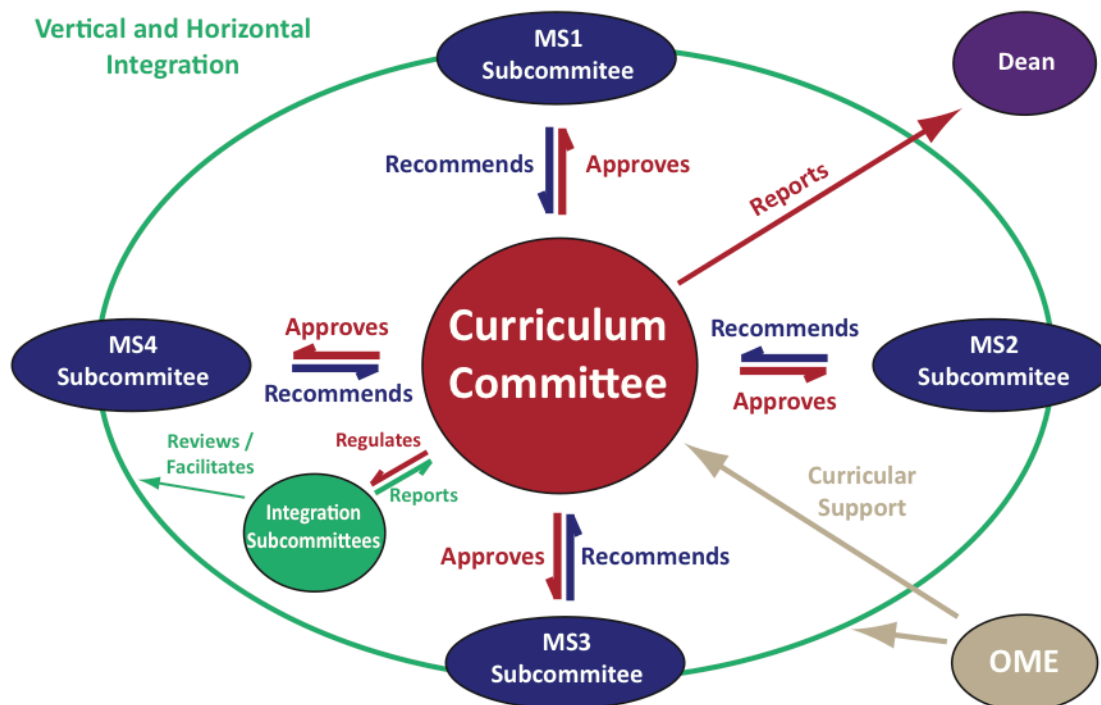 Vertical and Horizontal
Integration
MS1
Subcommitee
Dean
Recommends
Approves
Reports
Curriculum
Committee
MS4
Subcommitee
Approves
Recommends
Recommends
Approves
MS2
Subcommitee
Reviews /
Facilitates
Regulates
Reports
Integration
Subcommittees
Curricular
Support
Approves
Recommends
MS3
Subcommitee
OME